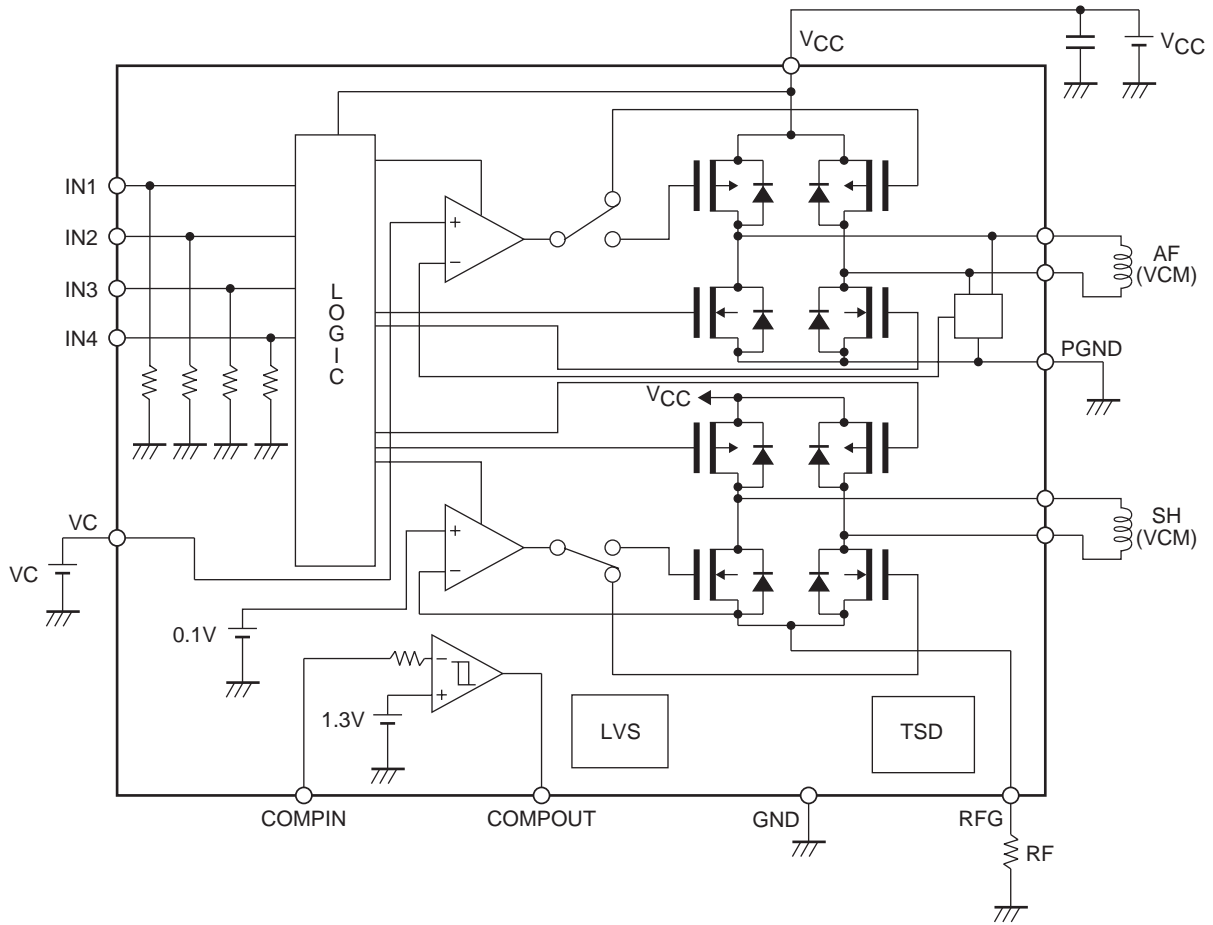 VCC
VCC
IN1
IN2
IN3
IN4
LOGIC
+
−
AF
(VCM)
PGND
VCC
VC
VC
+
−
SH
(VCM)
0.1V
−
+
1.3V
LVS
TSD
COMPIN
COMPOUT
GND
RFG
RF